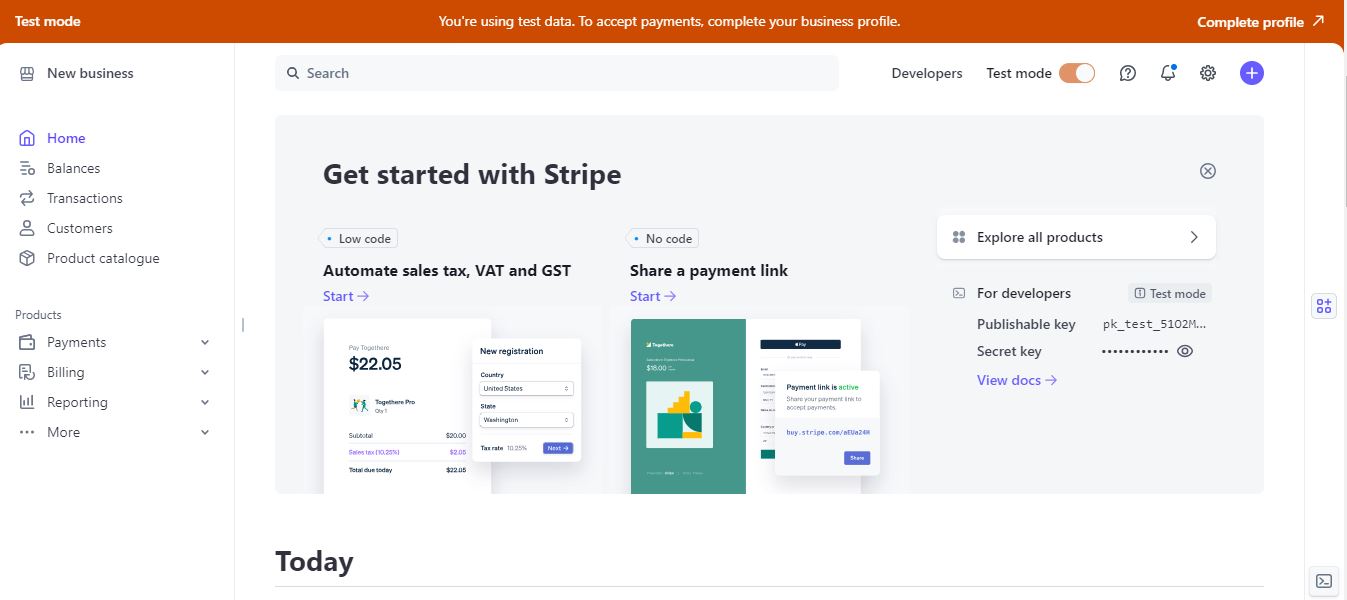 Test mode
You're using test data. To accept payments, complete your business profile.
Complete profile
New business
Search
Developers
Test mode
Home
Balances
Transactions
Customers
Product catalogue
Products
Payments
Billing
Reporting
More
Get started with Stripe
Low code
Automate sales tax, VAT and GST
Start →
Pay Togethere
$22.05
Togethere Pro
Qty 1
Subtotal $20.00
Sales tax (10.25%) $2.05
Total due today $22.05
New registration
Country
United States
State
Washington
Tax rate 10.25%
Next →
No code
Share a payment link
Start →
Togethere
$18.00
Pay
Payment link is active
Share your payment link to
accept payments.
buy.stripe.com/aEUa24H
Share
Explore all products
For developers
Test mode
Publishable key pk_test_51O2M...
Secret key ••••••••••••
View docs →
Today